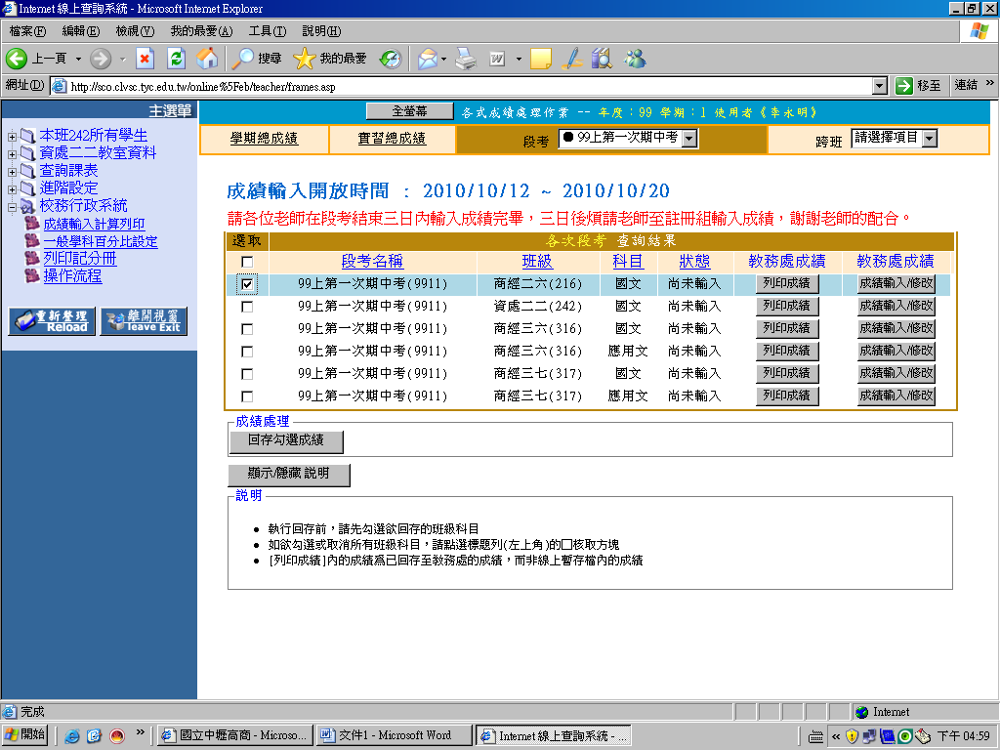 Internet 線上查詢系統 - Microsoft Internet Explorer
檔案(F) 編輯(E) 檢視(V) 我的最愛(A) 工具(T) 說明(H)
上一頁 搜尋 我的最愛
網址(D) http://sco.clvsc.tyc.edu.tw/online%5Feb/teacher/frames.asp 移至 連結 »
主選單
本班242所有學生
資處二二教室資料
查詢課表
進階設定
校務行政系統
成績輸入計算列印
一般學科百分比設定
列印記分冊
操作流程
重新整理 Reload
離開視窗 leave Exit
全螢幕 各式成績處理作業 -- 年度：99 學期：1 使用者《李永明》
學期總成績 實習總成績 段考 ●99上第一次期中考 跨班 請選擇項目
成績輸入開放時間 ： 2010/10/12 ~ 2010/10/20
請各位老師在段考結束三日內輸入成績完畢，三日後煩請老師至註冊組輸入成績，謝謝老師的配合。
選取 各次段考 查詢結果
段考名稱 班級 科目 狀態 教務處成績 教務處成績
99上第一次期中考(9911) 商經二六(216) 國文 尚未輸入 列印成績 成績輸入/修改
99上第一次期中考(9911) 資處二二(242) 國文 尚未輸入 列印成績 成績輸入/修改
99上第一次期中考(9911) 商經三六(316) 國文 尚未輸入 列印成績 成績輸入/修改
99上第一次期中考(9911) 商經三六(316) 應用文 尚未輸入 列印成績 成績輸入/修改
99上第一次期中考(9911) 商經三七(317) 國文 尚未輸入 列印成績 成績輸入/修改
99上第一次期中考(9911) 商經三七(317) 應用文 尚未輸入 列印成績 成績輸入/修改
成績處理
回存勾選成績
顯示/隱藏 說明
說明
• 執行回存前，請先勾選欲回存的班級科目
• 如欲勾選或取消所有班級科目，請點選標題列(左上角)的□核取方塊
• [列印成績]內的成績為已回存至教務處的成績，而非線上暫存檔內的成績
完成 Internet
開始 » 國立中壢高商 - Microso... 文件1 - Microsoft Word Internet 線上查詢系統 - ... « 下午 04:59